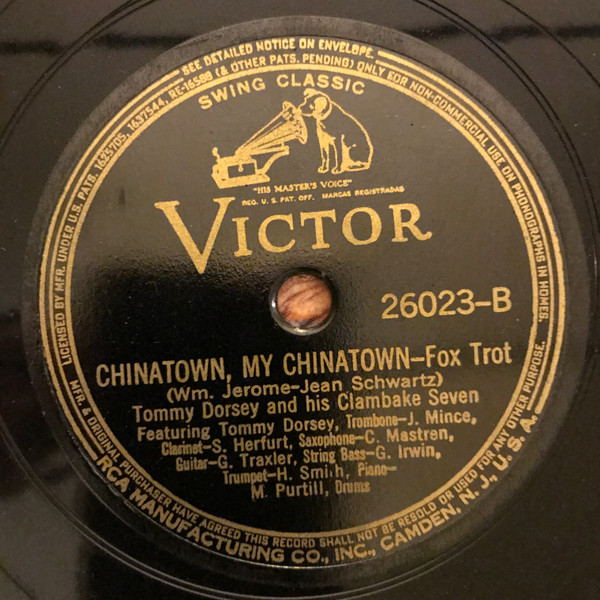 SEE DETAILED NOTICE ON ENVELOPE.
LICENSED BY MFR. UNDER U.S. PATS. 1625705, 1637544, RE-16588 (& OTHER PATS. PENDING) ONLY FOR NON-COMMERCIAL USE ON PHONOGRAPHS IN HOMES.
SWING CLASSIC
"HIS MASTER'S VOICE"
REG. U. S. PAT. OFF. MARCAS REGISTRADAS
VICTOR
26023-B
CHINATOWN, MY CHINATOWN-Fox Trot
(Wm. Jerome-Jean Schwartz)
Tommy Dorsey and his Clambake Seven
Featuring Tommy Dorsey, Trombone-J. Mince,
Clarinet-S. Herfurt, Saxophone-C. Mastren,
Guitar-G. Traxler, String Bass-G. Irwin,
Trumpet-H. Smith, Piano-
M. Purtill, Drums
MFR. & ORIGINAL PURCHASER HAVE AGREED THIS RECORD SHALL NOT BE RESOLD OR USED FOR ANY OTHER PURPOSE.
RCA MANUFACTURING CO., INC., CAMDEN, N. J., U. S. A.